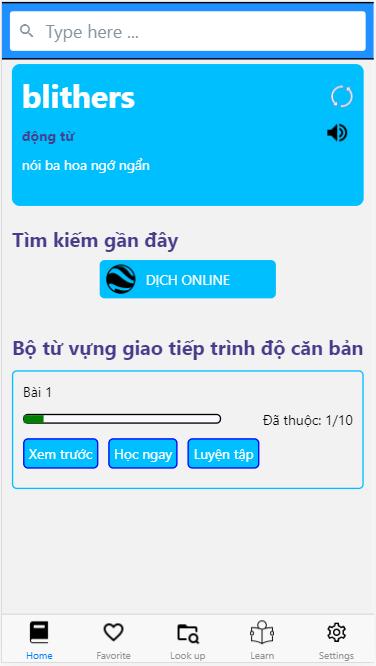 Type here ...
blithers
động từ
nói ba hoa ngớ ngẩn
Tìm kiếm gần đây
DỊCH ONLINE
Bộ từ vựng giao tiếp trình độ căn bản
Bài 1
Đã thuộc: 1/10
Xem trước Học ngay Luyện tập
Home Favorite Look up Learn Settings